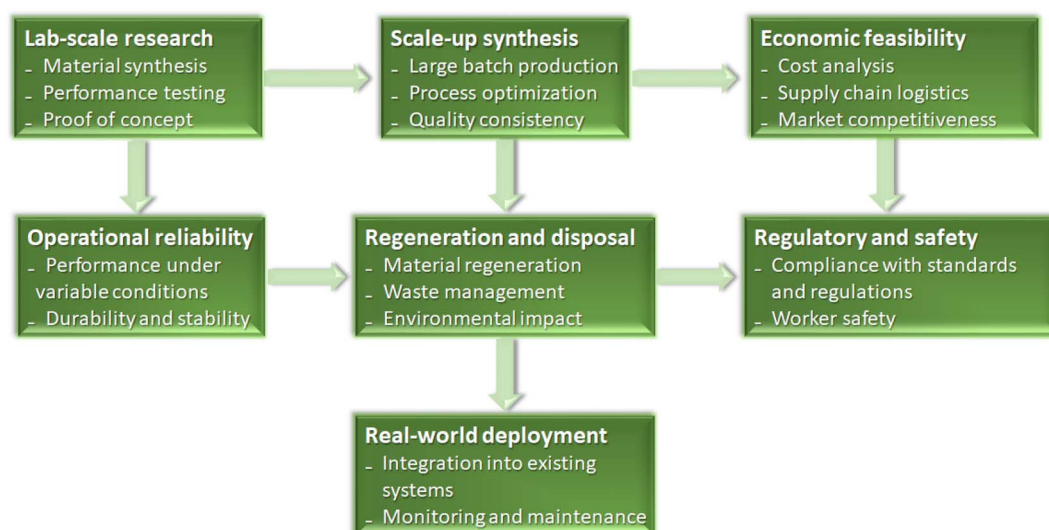 Lab-scale research
- Material synthesis
- Performance testing
- Proof of concept
Scale-up synthesis
- Large batch production
- Process optimization
- Quality consistency
Economic feasibility
- Cost analysis
- Supply chain logistics
- Market competitiveness
Operational reliability
- Performance under
variable conditions
- Durability and stability
Regeneration and disposal
- Material regeneration
- Waste management
- Environmental impact
Regulatory and safety
- Compliance with standards
and regulations
- Worker safety
Real-world deployment
- Integration into existing
systems
- Monitoring and maintenance